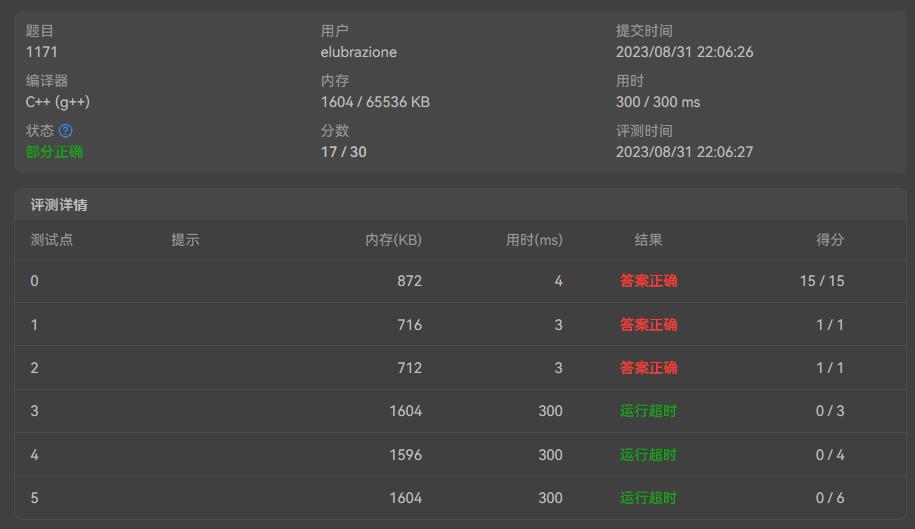 题目 用户 提交时间
1171 elubrazione 2023/08/31 22:06:26
编译器 内存 用时
C++ (g++) 1604 / 65536 KB 300 / 300 ms
状态 ? 分数 评测时间
部分正确 17 / 30 2023/08/31 22:06:27
评测详情
测试点 提示 内存(KB) 用时(ms) 结果 得分
0 872 4 答案正确 15 / 15
1 716 3 答案正确 1 / 1
2 712 3 答案正确 1 / 1
3 1604 300 运行超时 0 / 3
4 1596 300 运行超时 0 / 4
5 1604 300 运行超时 0 / 6